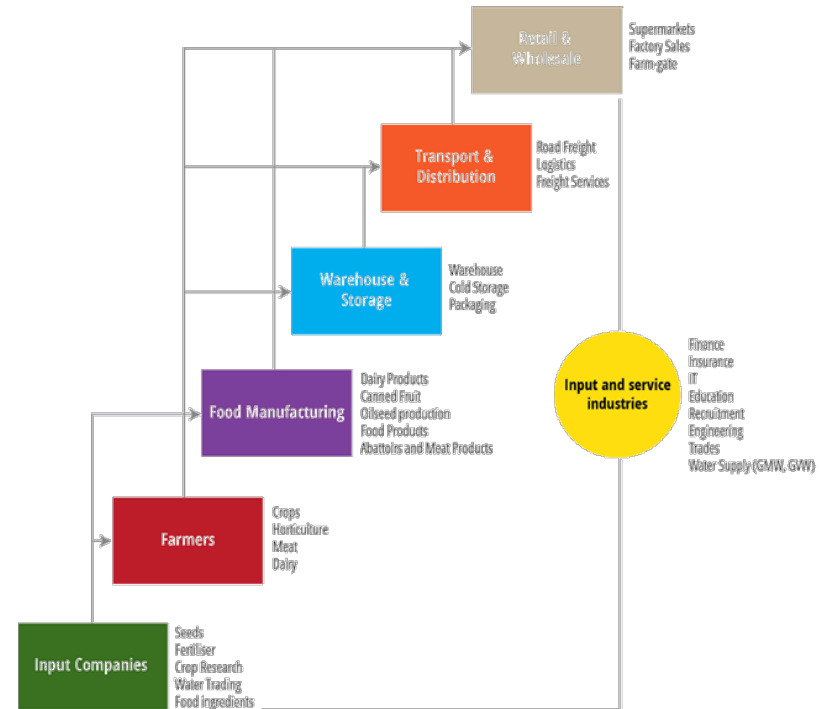 Retail &
Wholesale
Supermarkets
Factory Sales
Farm-gate
Transport &
Distribution
Road Freight
Logistics
Freight Services
Warehouse &
Storage
Warehouse
Cold Storage
Packaging
Input and service
industries
Finance
Insurance
IT
Education
Recruitment
Engineering
Trades
Water Supply (GMW, GVW)
Food Manufacturing
Dairy Products
Canned Fruit
Oilseed production
Food Products
Abattoirs and Meat Products
Farmers
Crops
Horticulture
Meat
Dairy
Input Companies
Seeds
Fertiliser
Crop Research
Water Trading
Food ingredients